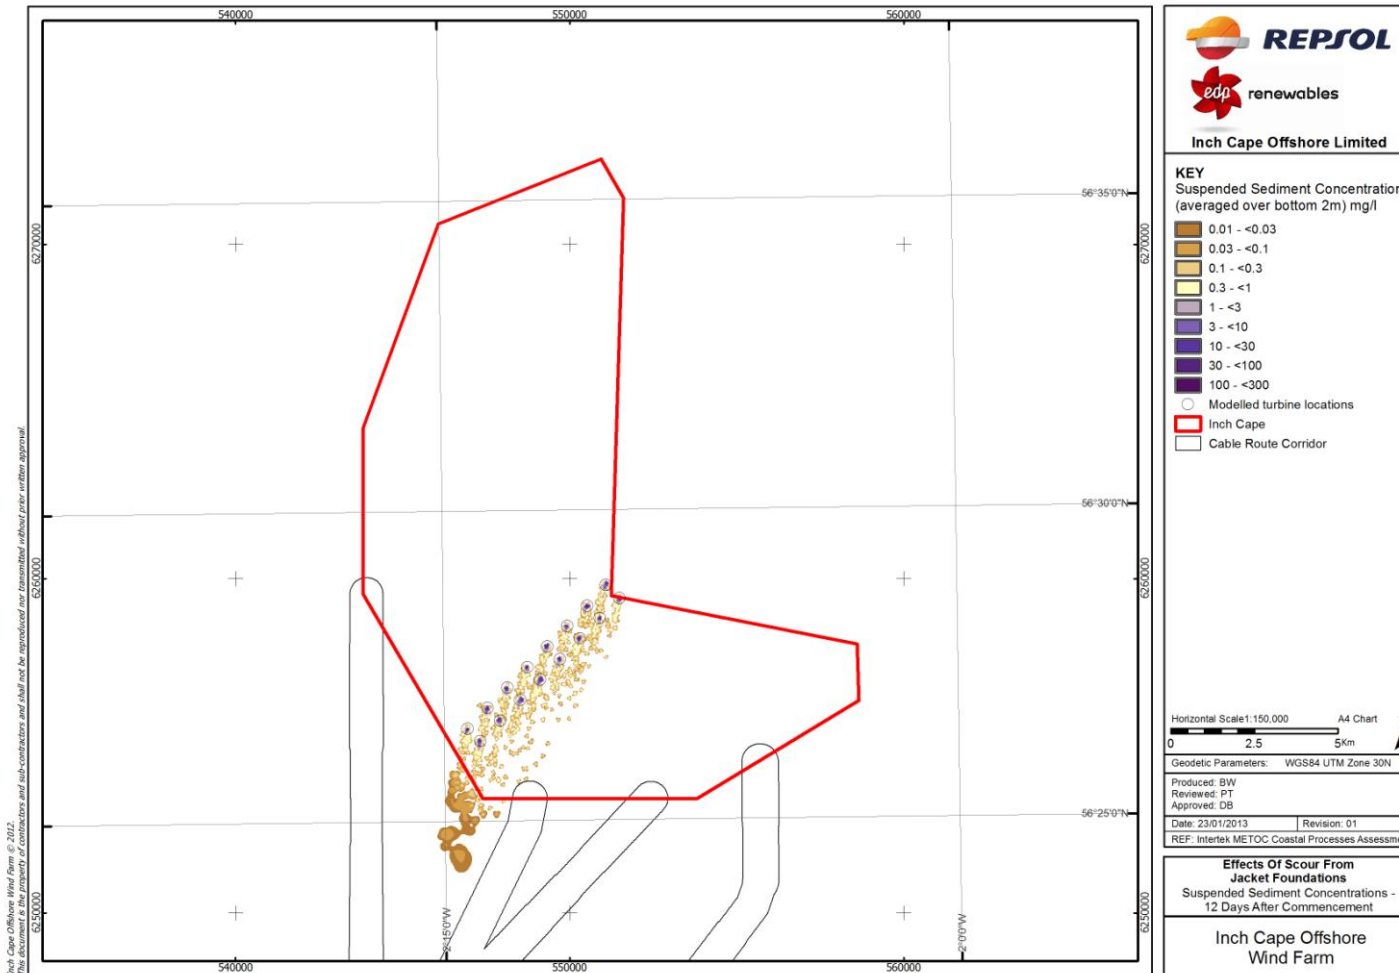 540000
550000
560000
REPSOL
edp renewables
Inch Cape Offshore Limited
KEY
Suspended Sediment Concentration
(averaged over bottom 2m) mg/l
0.01 - <0.03
0.03 - <0.1
0.1 - <0.3
0.3 - <1
1 - <3
3 - <10
10 - <30
30 - <100
100 - <300
Modelled turbine locations
Inch Cape
Cable Route Corridor
56°35'0"N
6270000
6270000
56°30'0"N
6260000
6260000
56°25'0"N
6250000
6250000
2°15'0"W
2°0'0"W
540000
550000
560000
Horizontal Scale1:150,000 A4 Chart
0 2.5 5Km
Geodetic Parameters: WGS84 UTM Zone 30N
Produced: BW
Reviewed: PT
Approved: DB
Date: 23/01/2013 Revision: 01
REF: Intertek METOC Coastal Processes Assessm
Effects Of Scour From
Jacket Foundations
Suspended Sediment Concentrations -
12 Days After Commencement
Inch Cape Offshore
Wind Farm
Inch Cape Offshore Wind Farm © 2012.
This document is the property of contractors and sub-contractors and shall not be reproduced nor transmitted without prior written approval.